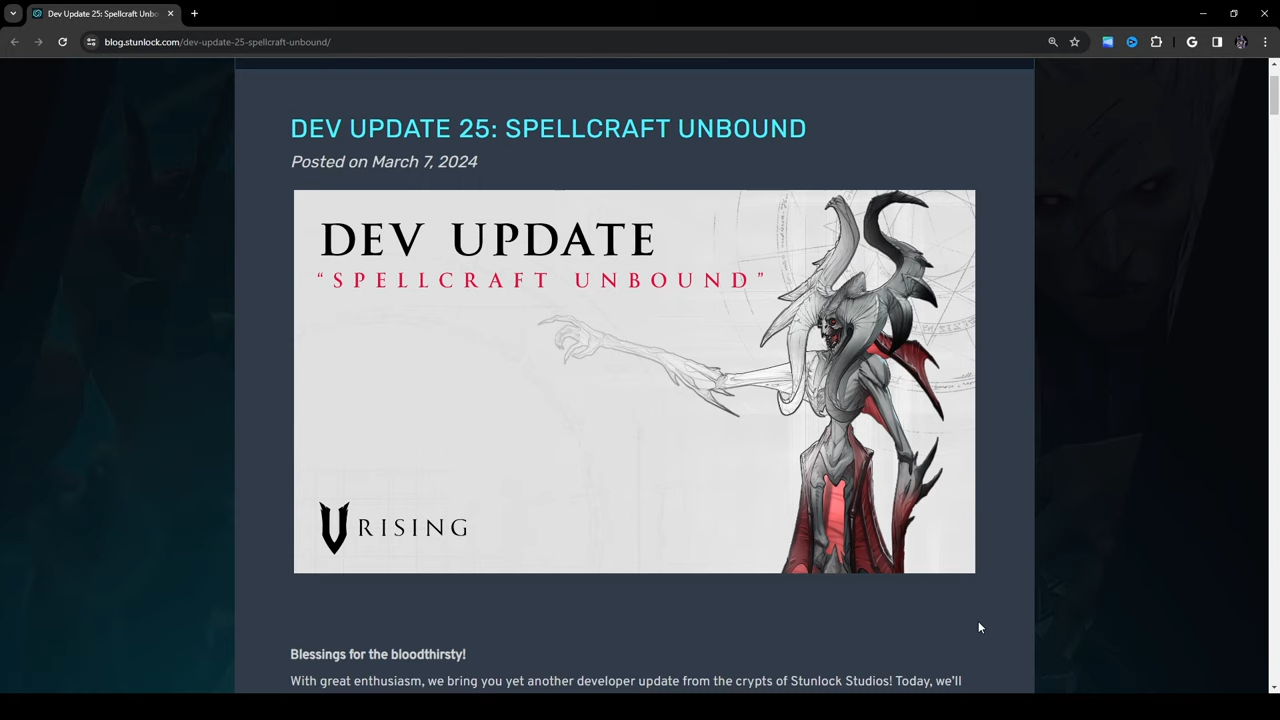 Dev Update 25: Spellcraft Unbo
blog.stunlock.com/dev-update-25-spellcraft-unbound/
DEV UPDATE 25: SPELLCRAFT UNBOUND
Posted on March 7, 2024
DEV UPDATE
“SPELLCRAFT UNBOUND”
V RISING
Blessings for the bloodthirsty!
With great enthusiasm, we bring you yet another developer update from the crypts of Stunlock Studios! Today, we’ll